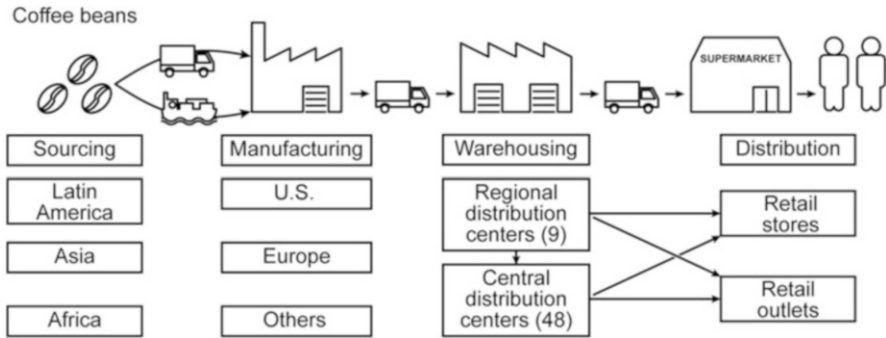 Coffee beans
SUPERMARKET
Sourcing
Manufacturing
Warehousing
Distribution
Latin
America
U.S.
Regional
distribution
centers (9)
Retail
stores
Asia
Europe
Central
distribution
centers (48)
Retail
outlets
Africa
Others